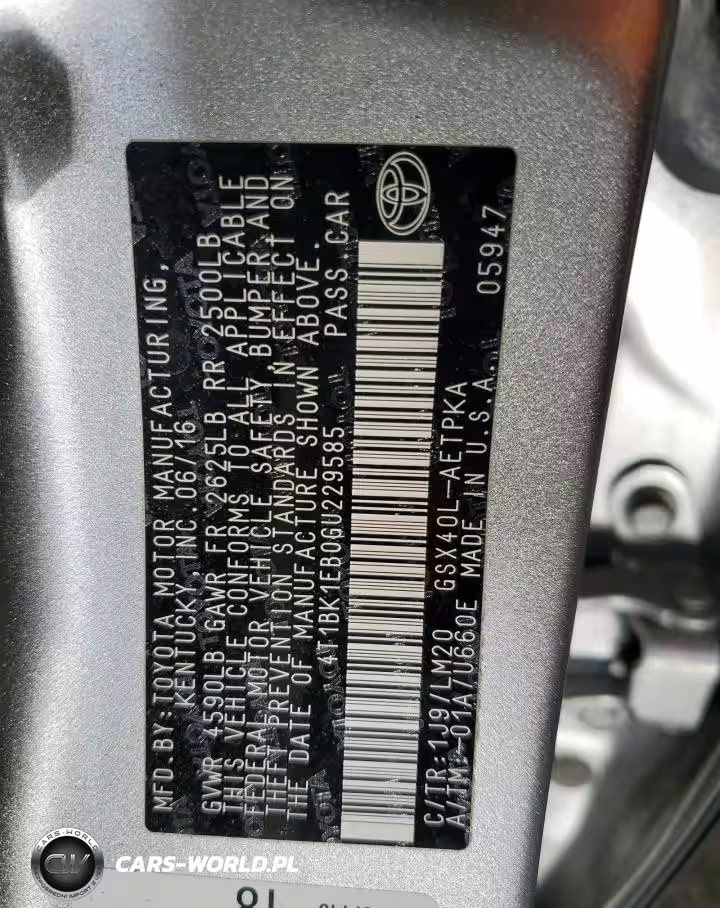 MFD.BY:TOYOTA MOTOR MANUFACTURING,
KENTUCKY, INC. 06/16
GVWR 4590LB GAWR FR 2625LB RR 2500LB
THIS VEHICLE CONFORMS TO ALL APPLICABLE
FEDERAL MOTOR VEHICLE SAFETY, BUMPER, AND
THEFT PREVENTION STANDARDS IN EFFECT ON
THE DATE OF MANUFACTURE SHOWN ABOVE.
4T1BK1EB0GU229585 PASS CAR
C/TR:1J9/LM20 GSX40L-AETPKA
A/TM:-01A/U660E MADE IN U.S.A. 05947
CARS-WORLD
CW
CARS-WORLD.PL